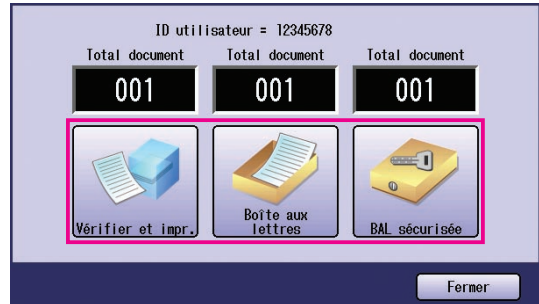 ID utilisateur = 12345678
Total document Total document Total document
001 001 001
Vérifier et impr.
Boîte aux
lettres
BAL sécurisée
Fermer